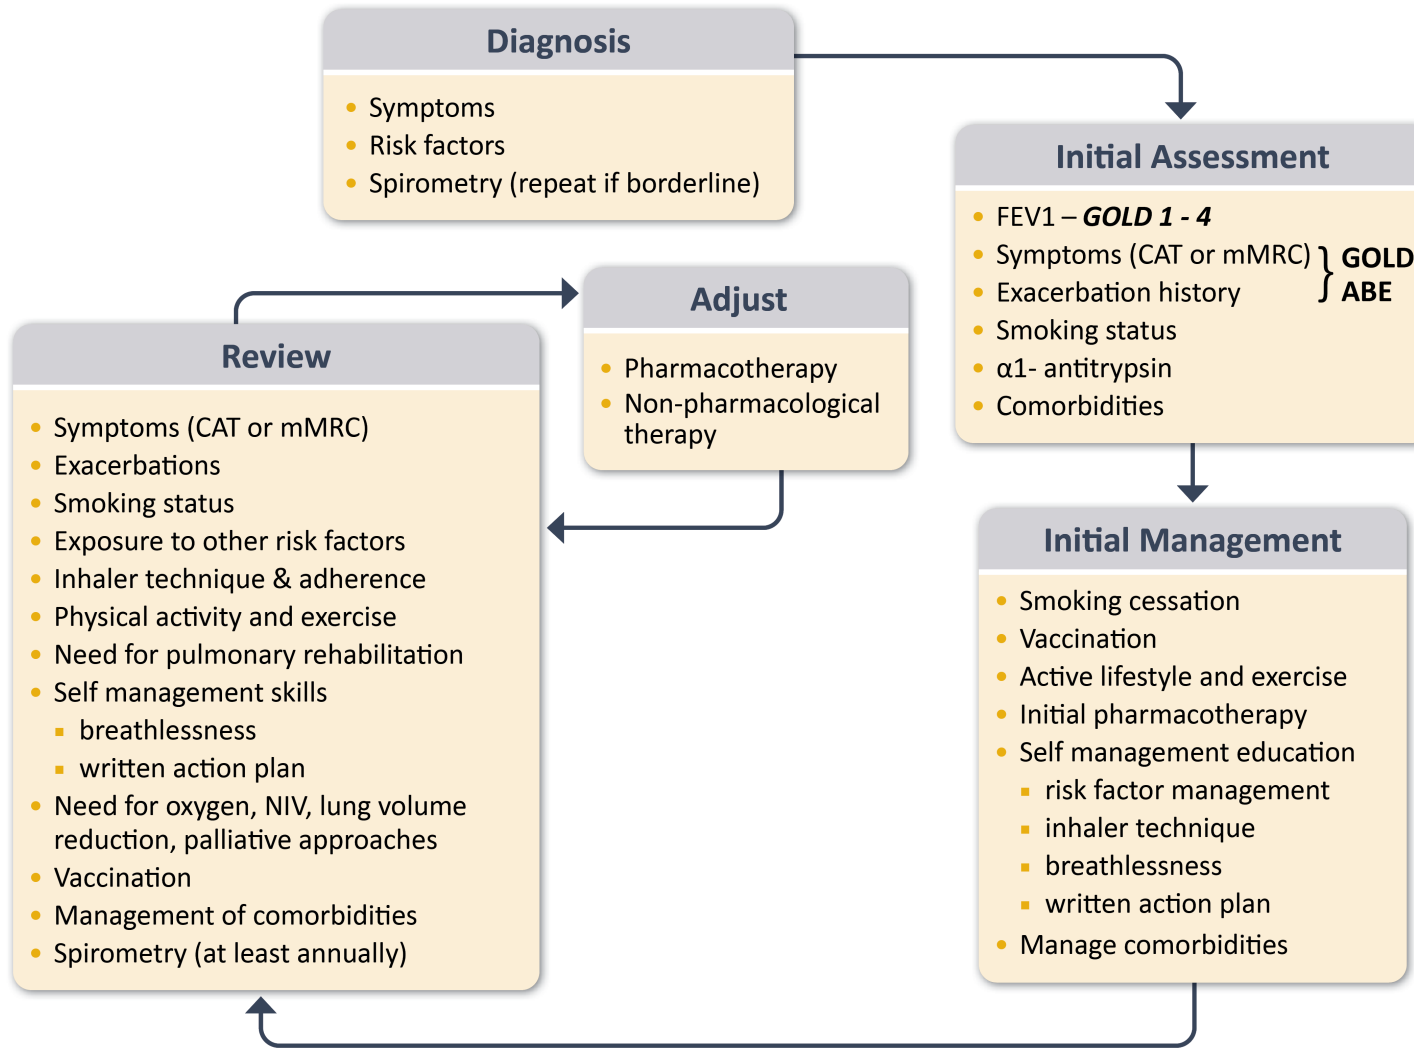 Diagnosis
• Symptoms
• Risk factors
• Spirometry (repeat if borderline)
Initial Assessment
• FEV1 – GOLD 1 - 4
• Symptoms (CAT or mMRC)
• Exacerbation history
} GOLD
ABE
• Smoking status
• α1- antitrypsin
• Comorbidities
Initial Management
• Smoking cessation
• Vaccination
• Active lifestyle and exercise
• Initial pharmacotherapy
• Self management education
▪ risk factor management
▪ inhaler technique
▪ breathlessness
▪ written action plan
• Manage comorbidities
Review
• Symptoms (CAT or mMRC)
• Exacerbations
• Smoking status
• Exposure to other risk factors
• Inhaler technique & adherence
• Physical activity and exercise
• Need for pulmonary rehabilitation
• Self management skills
▪ breathlessness
▪ written action plan
• Need for oxygen, NIV, lung volume
reduction, palliative approaches
• Vaccination
• Management of comorbidities
• Spirometry (at least annually)
Adjust
• Pharmacotherapy
• Non-pharmacological
therapy